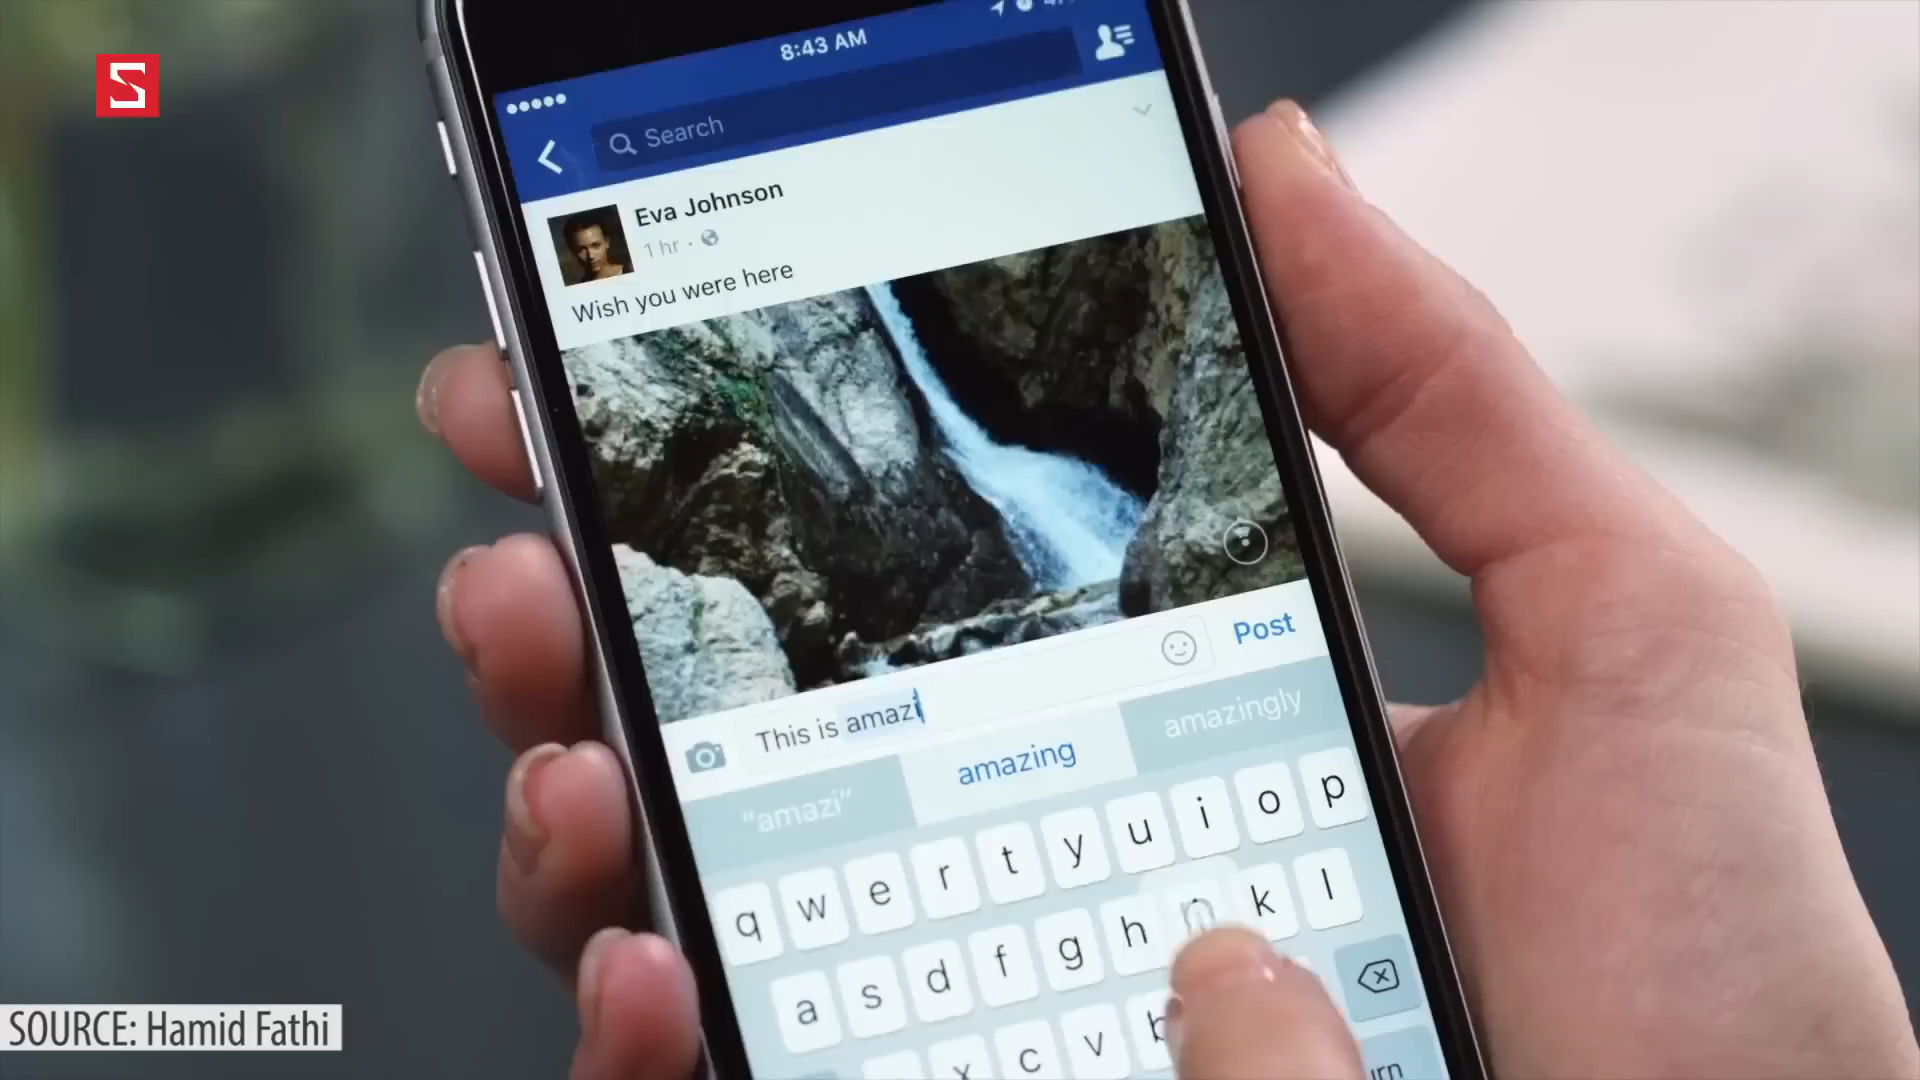 S
8:43 AM
Search
Eva Johnson
1 hr ·
Wish you were here
Post
This is amazi
"amazi" amazing amazingly
q w e r t y u i o p
a s d f g h k l
x c v b
SOURCE: Hamid Fathi